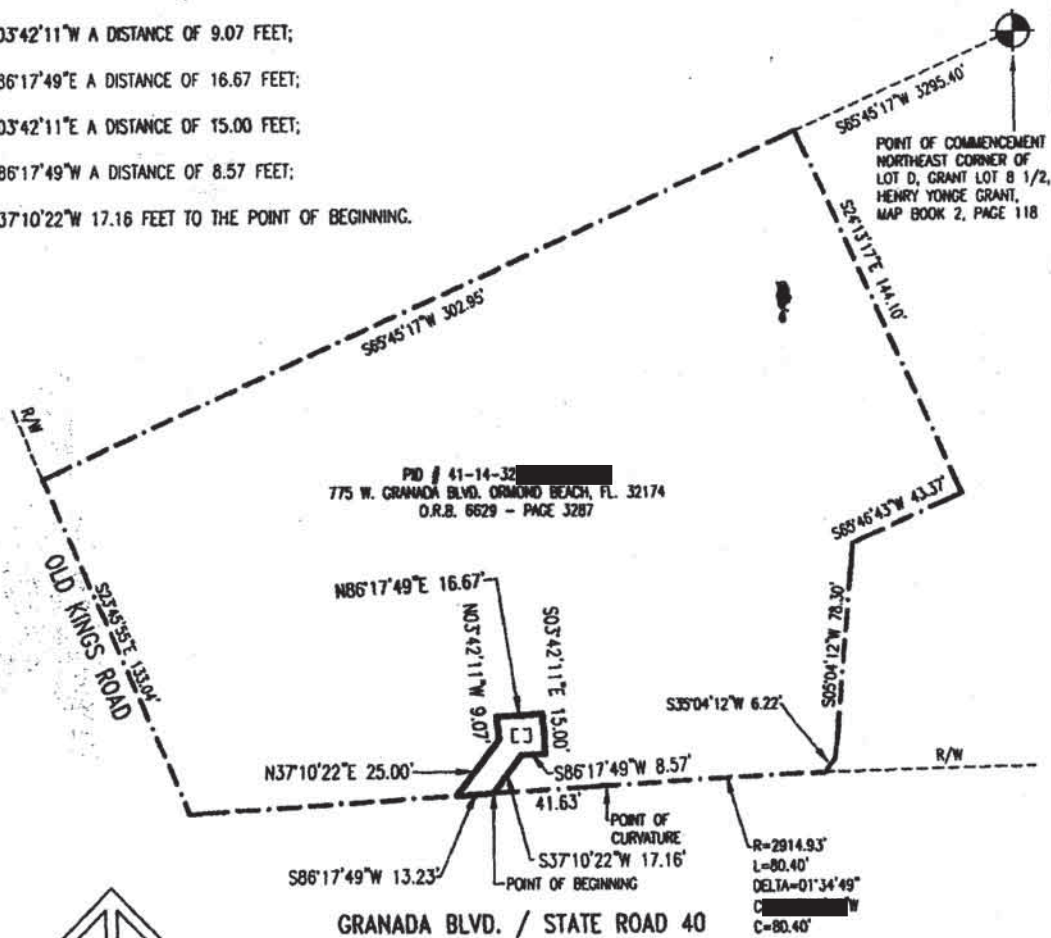 03°42'11"W A DISTANCE OF 9.07 FEET;
86°17'49"E A DISTANCE OF 16.67 FEET;
03°42'11"E A DISTANCE OF 15.00 FEET;
86°17'49"W A DISTANCE OF 8.57 FEET;
37°10'22"W 17.16 FEET TO THE POINT OF BEGINNING.
S65°45'17"W 3295.40'
POINT OF COMMENCEMENT
NORTHEAST CORNER OF
LOT D, GRANT LOT 8 1/2,
HENRY YONGE GRANT,
MAP BOOK 2, PAGE 118
S24°13'17"E 144.10'
S65°45'17"W 302.95'
R/W
PID # 41-14-32
775 W. GRANADA BLVD. ORMOND BEACH, FL. 32174
O.R.B. 6629 - PAGE 3287
S65°46'43"W 43.37'
OLD KINGS ROAD
S23°45'55"E 133.04'
N86°17'49"E 16.67'
N03°42'11"W 9.07'
S03°42'11"E 15.00'
S05°04'12"W 78.30'
S35°04'12"W 6.22'
R/W
N37°10'22"E 25.00'
S86°17'49"W 8.57'
41.63'
POINT OF
CURVATURE
S37°10'22"W 17.16'
S86°17'49"W 13.23'
POINT OF BEGINNING
R=2914.93'
L=80.40'
DELTA=01°34'49"
C W
C=80.40'
GRANADA BLVD. / STATE ROAD 40